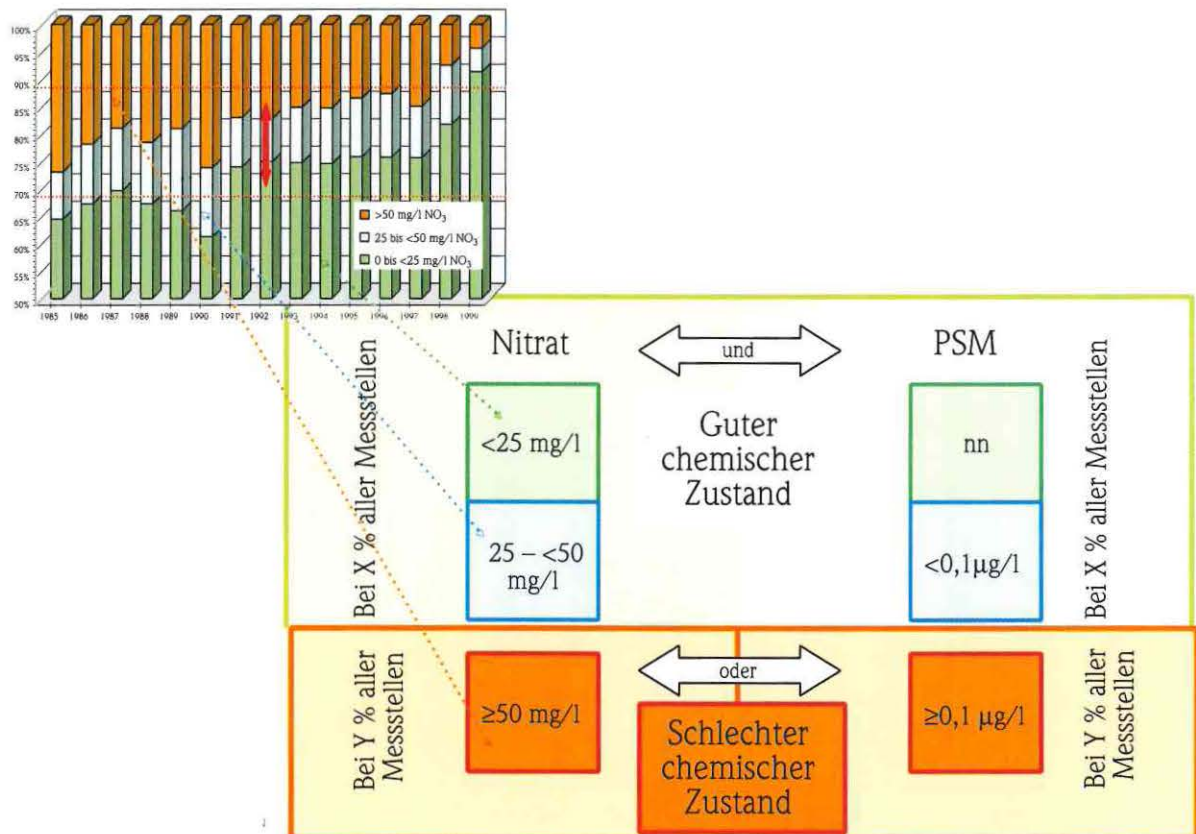 100%
95%
90%
85%
80%
75%
70%
65%
60%
55%
50%
>50 mg/l NO₃
25 bis <50 mg/l NO₃
0 bis <25 mg/l NO₃
1985 1986 1987 1988 1989 1990 1991 1992 1993 1994 1995 1996 1997 1998 1999
Nitrat
und
PSM
Bei X % aller Messstellen
<25 mg/l
25 – <50
mg/l
Guter
chemischer
Zustand
nn
<0,1µg/l
Bei X % aller Messstellen
Bei Y % aller
Messstellen
≥50 mg/l
oder
Schlechter
chemischer
Zustand
≥0,1 µg/l
Bei Y % aller
Messstellen